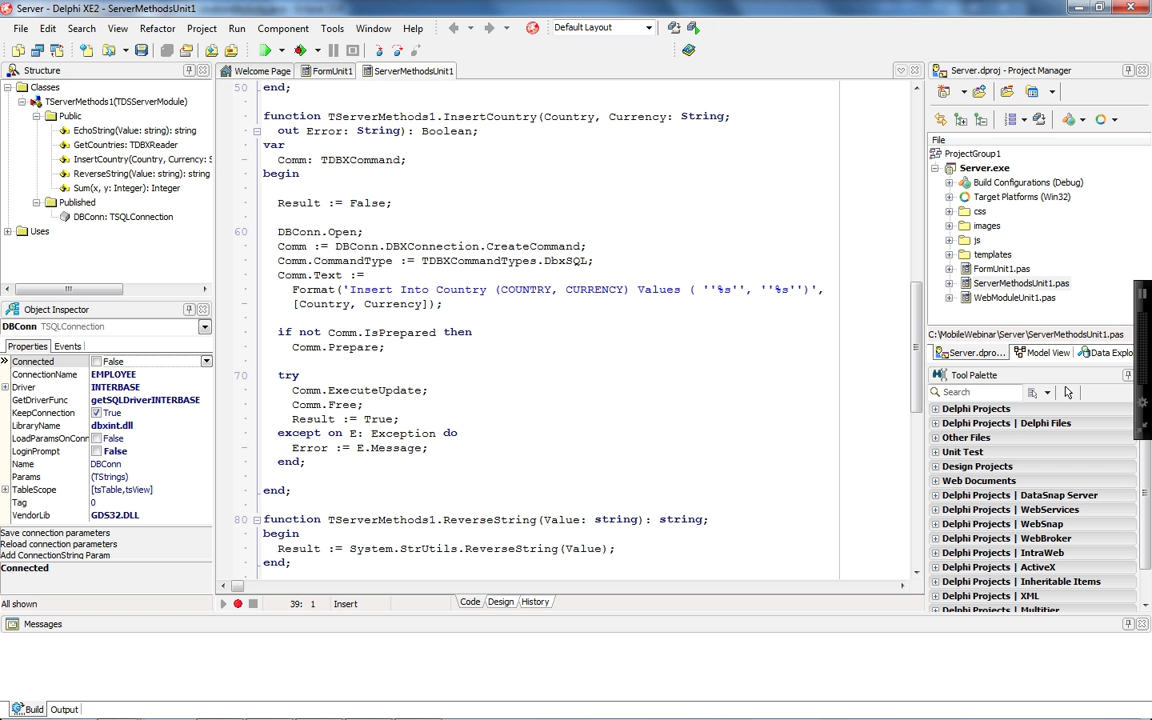 Server - Delphi XE2 - ServerMethodsUnit1
File Edit Search View Refactor Project Run Component Tools Window Help
Default Layout
Structure
Classes
TServerMethods1(TDSServerModule)
Public
EchoString(Value: string): string
GetCountries: TDBXReader
InsertCountry(Country, Currency: S
ReverseString(Value: string): string
Sum(x, y: Integer): Integer
Published
DBConn: TSQLConnection
Uses
Object Inspector
DBConn TSQLConnection
Properties Events
Connected False
ConnectionName EMPLOYEE
Driver INTERBASE
GetDriverFunc getSQLDriverINTERBASE
KeepConnection True
LibraryName dbxint.dll
LoadParamsOnConn False
LoginPrompt False
Name DBConn
Params (TStrings)
TableScope [tsTable,tsView]
Tag 0
VendorLib GDS32.DLL
Save connection parameters
Reload connection parameters
Add ConnectionString Param
Connected
All shown
Welcome Page FormUnit1 ServerMethodsUnit1
50 end;
function TServerMethods1.InsertCountry(Country, Currency: String;
out Error: String): Boolean;
var
Comm: TDBXCommand;
begin
Result := False;
60 DBConn.Open;
Comm := DBConn.DBXConnection.CreateCommand;
Comm.CommandType := TDBXCommandTypes.DbxSQL;
Comm.Text :=
Format('Insert Into Country (COUNTRY, CURRENCY) Values ( ''%s'', ''%s'')',
[Country, Currency]);
if not Comm.IsPrepared then
Comm.Prepare;
70 try
Comm.ExecuteUpdate;
Comm.Free;
Result := True;
except on E: Exception do
Error := E.Message;
end;
end;
80 function TServerMethods1.ReverseString(Value: string): string;
begin
Result := System.StrUtils.ReverseString(Value);
end;
39: 1 Insert
Code Design History
Server.dproj - Project Manager
File
ProjectGroup1
Server.exe
Build Configurations (Debug)
Target Platforms (Win32)
css
images
js
templates
FormUnit1.pas
ServerMethodsUnit1.pas
WebModuleUnit1.pas
C:\MobileWebinar\Server\ServerMethodsUnit1.pas
Server.dpro... Model View Data Explo
Tool Palette
Search
Delphi Projects
Delphi Projects | Delphi Files
Other Files
Unit Test
Design Projects
Web Documents
Delphi Projects | DataSnap Server
Delphi Projects | WebServices
Delphi Projects | WebSnap
Delphi Projects | WebBroker
Delphi Projects | IntraWeb
Delphi Projects | ActiveX
Delphi Projects | Inheritable Items
Delphi Projects | XML
Delphi Projects | Multitier
Messages
Build Output